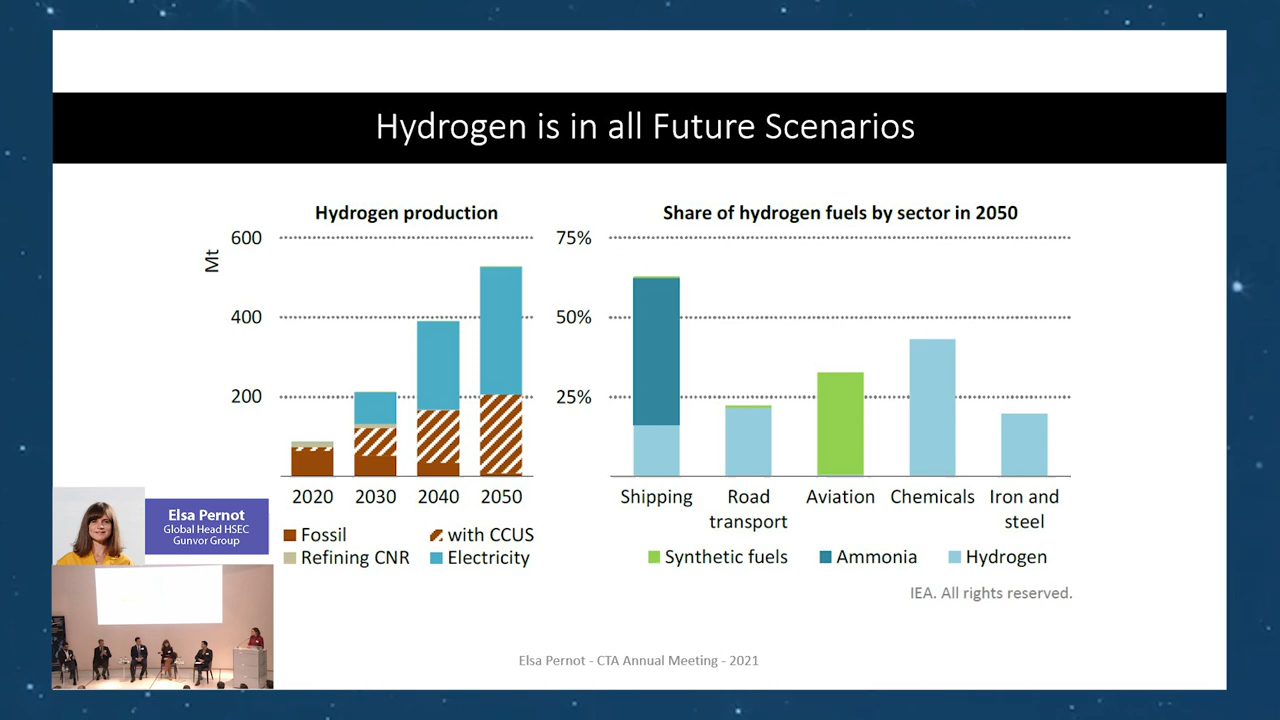 Hydrogen is in all Future Scenarios
Hydrogen production
Mt
600
400
200
2020 2030 2040 2050
Fossil with CCUS
Refining CNR Electricity
Share of hydrogen fuels by sector in 2050
75%
50%
25%
Shipping Road transport Aviation Chemicals Iron and steel
Synthetic fuels Ammonia Hydrogen
IEA. All rights reserved.
Elsa Pernot
Global Head HSEC
Gunvor Group
Elsa Pernot - CTA Annual Meeting - 2021